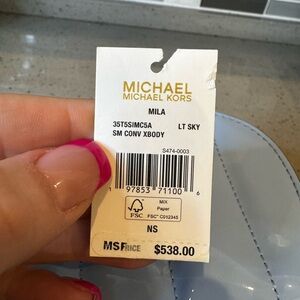 MICHAEL
MICHAEL KORS
MILA
35T5SIMC5A LT SKY
SM CONV XBODY
S474-0003
1 97853 71100 6
FSC
MIX
Paper
FSC® C012345
NS
MSRP PRICE $538.00